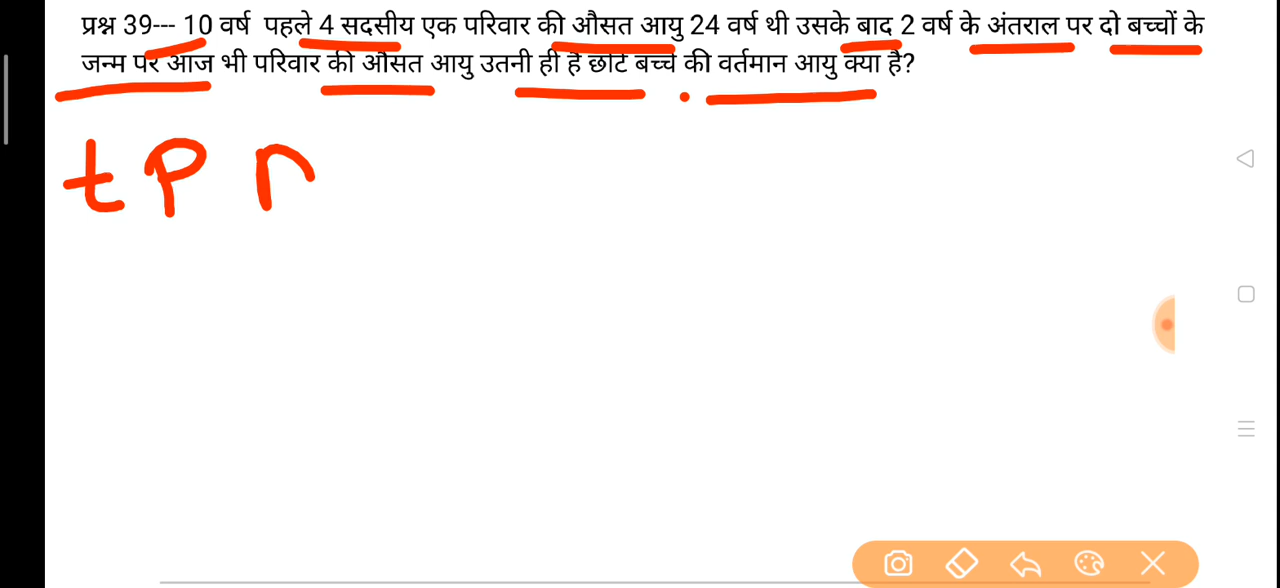 प्रश्न 39--- 10 वर्ष पहले 4 सदसीय एक परिवार की औसत आयु 24 वर्ष थी उसके बाद 2 वर्ष के अंतराल पर दो बच्चों के
जन्म पर आज भी परिवार की औसत आयु उतनी ही है छोटे बच्चे की वर्तमान आयु क्या है?
t P r